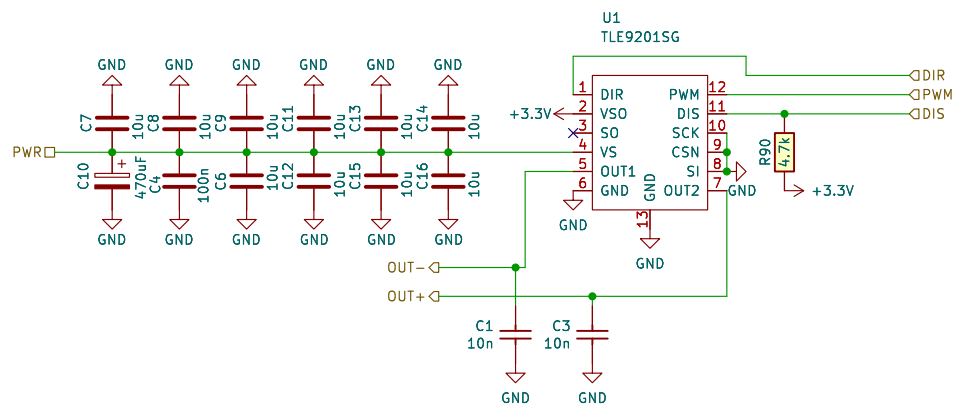 U1
TLE9201SG
GND GND GND GND GND GND
C7 10u C8 10u C9 10u C11 10u C13 10u C14 10u
PWR
C10 + 470uF C4 100n C6 10u C12 10u C15 10u C16 10u
GND GND GND GND GND GND
1 DIR PWM 12 DIR
+3.3V 2 VSO DIS 11 PWM
3 SO SCK 10 DIS
4 VS CSN 9
5 OUT1 SI 8
6 GND GND OUT2 7 GND
13
GND
GND
R90 4.7k
+3.3V
OUT-
OUT+
C1
10n
C3
10n
GND GND